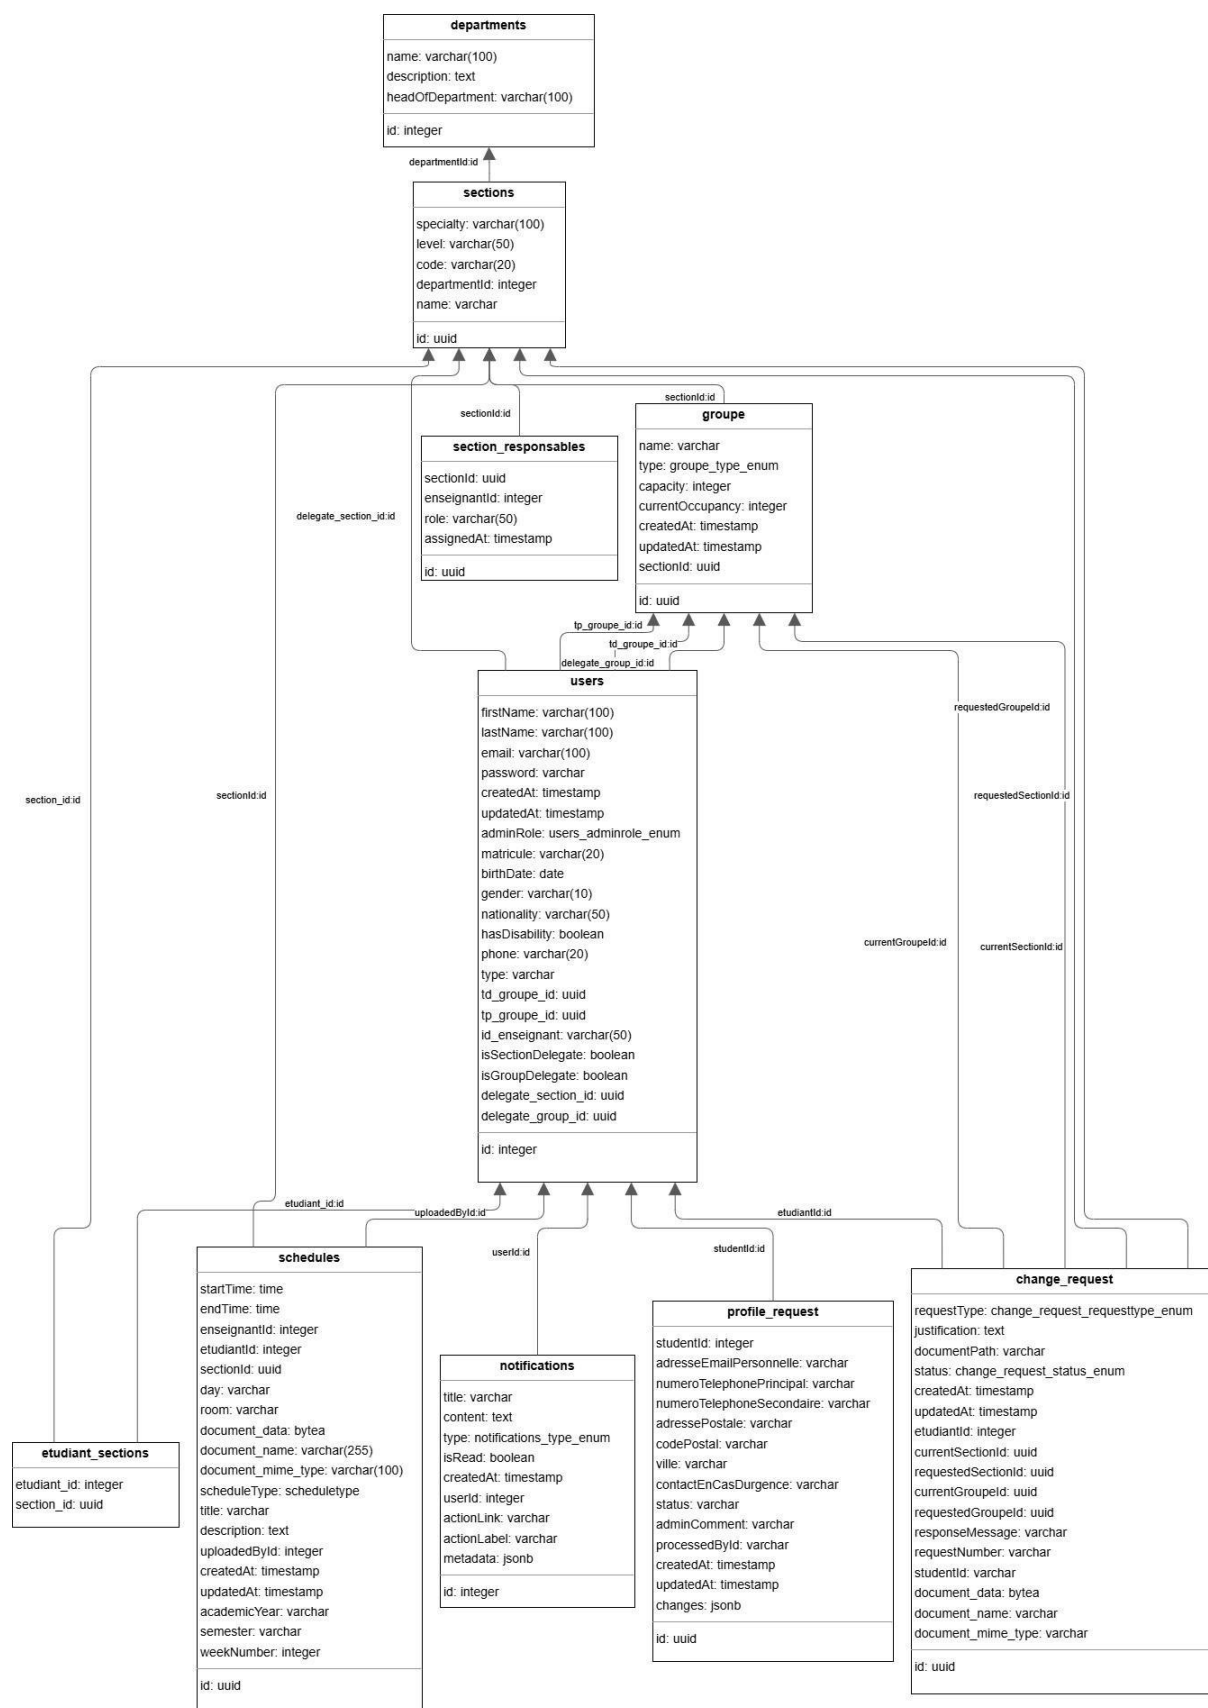 departments
name: varchar(100)
description: text
headOfDepartment: varchar(100)
id: integer
departmentId:id
sections
specialty: varchar(100)
level: varchar(50)
code: varchar(20)
departmentId: integer
name: varchar
id: uuid
sectionId:id
sectionId:id
section_responsables
sectionId: uuid
enseignantId: integer
role: varchar(50)
assignedAt: timestamp
id: uuid
groupe
name: varchar
type: groupe_type_enum
capacity: integer
currentOccupancy: integer
createdAt: timestamp
updatedAt: timestamp
sectionId: uuid
id: uuid
delegate_section_id:id
tp_groupe_id:id
td_groupe_id:id
delegate_group_id:id
users
firstName: varchar(100)
lastName: varchar(100)
email: varchar(100)
password: varchar
createdAt: timestamp
updatedAt: timestamp
adminRole: users_adminrole_enum
matricule: varchar(20)
birthDate: date
gender: varchar(10)
nationality: varchar(50)
hasDisability: boolean
phone: varchar(20)
type: varchar
td_groupe_id: uuid
tp_groupe_id: uuid
id_enseignant: varchar(50)
isSectionDelegate: boolean
isGroupDelegate: boolean
delegate_section_id: uuid
delegate_group_id: uuid
id: integer
section_id:id
sectionId:id
requestedGroupeId:id
requestedSectionId:id
currentGroupeId:id
currentSectionId:id
etudiant_id:id
uploadedById:id
userId:id
studentId:id
etudiantId:id
etudiant_sections
etudiant_id: integer
section_id: uuid
schedules
startTime: time
endTime: time
enseignantId: integer
etudiantId: integer
sectionId: uuid
day: varchar
room: varchar
document_data: bytea
document_name: varchar(255)
document_mime_type: varchar(100)
scheduleType: scheduletype
title: varchar
description: text
uploadedById: integer
createdAt: timestamp
updatedAt: timestamp
academicYear: varchar
semester: varchar
weekNumber: integer
id: uuid
notifications
title: varchar
content: text
type: notifications_type_enum
isRead: boolean
createdAt: timestamp
userId: integer
actionLink: varchar
actionLabel: varchar
metadata: jsonb
id: integer
profile_request
studentId: integer
adresseEmailPersonnelle: varchar
numeroTelephonePrincipal: varchar
numeroTelephoneSecondaire: varchar
adressePostale: varchar
codePostal: varchar
ville: varchar
contactEnCasDurgence: varchar
status: varchar
adminComment: varchar
processedById: varchar
createdAt: timestamp
updatedAt: timestamp
changes: jsonb
id: uuid
change_request
requestType: change_request_requesttype_enum
justification: text
documentPath: varchar
status: change_request_status_enum
createdAt: timestamp
updatedAt: timestamp
etudiantId: integer
currentSectionId: uuid
requestedSectionId: uuid
currentGroupeId: uuid
requestedGroupeId: uuid
responseMessage: varchar
requestNumber: varchar
studentId: varchar
document_data: bytea
document_name: varchar
document_mime_type: varchar
id: uuid